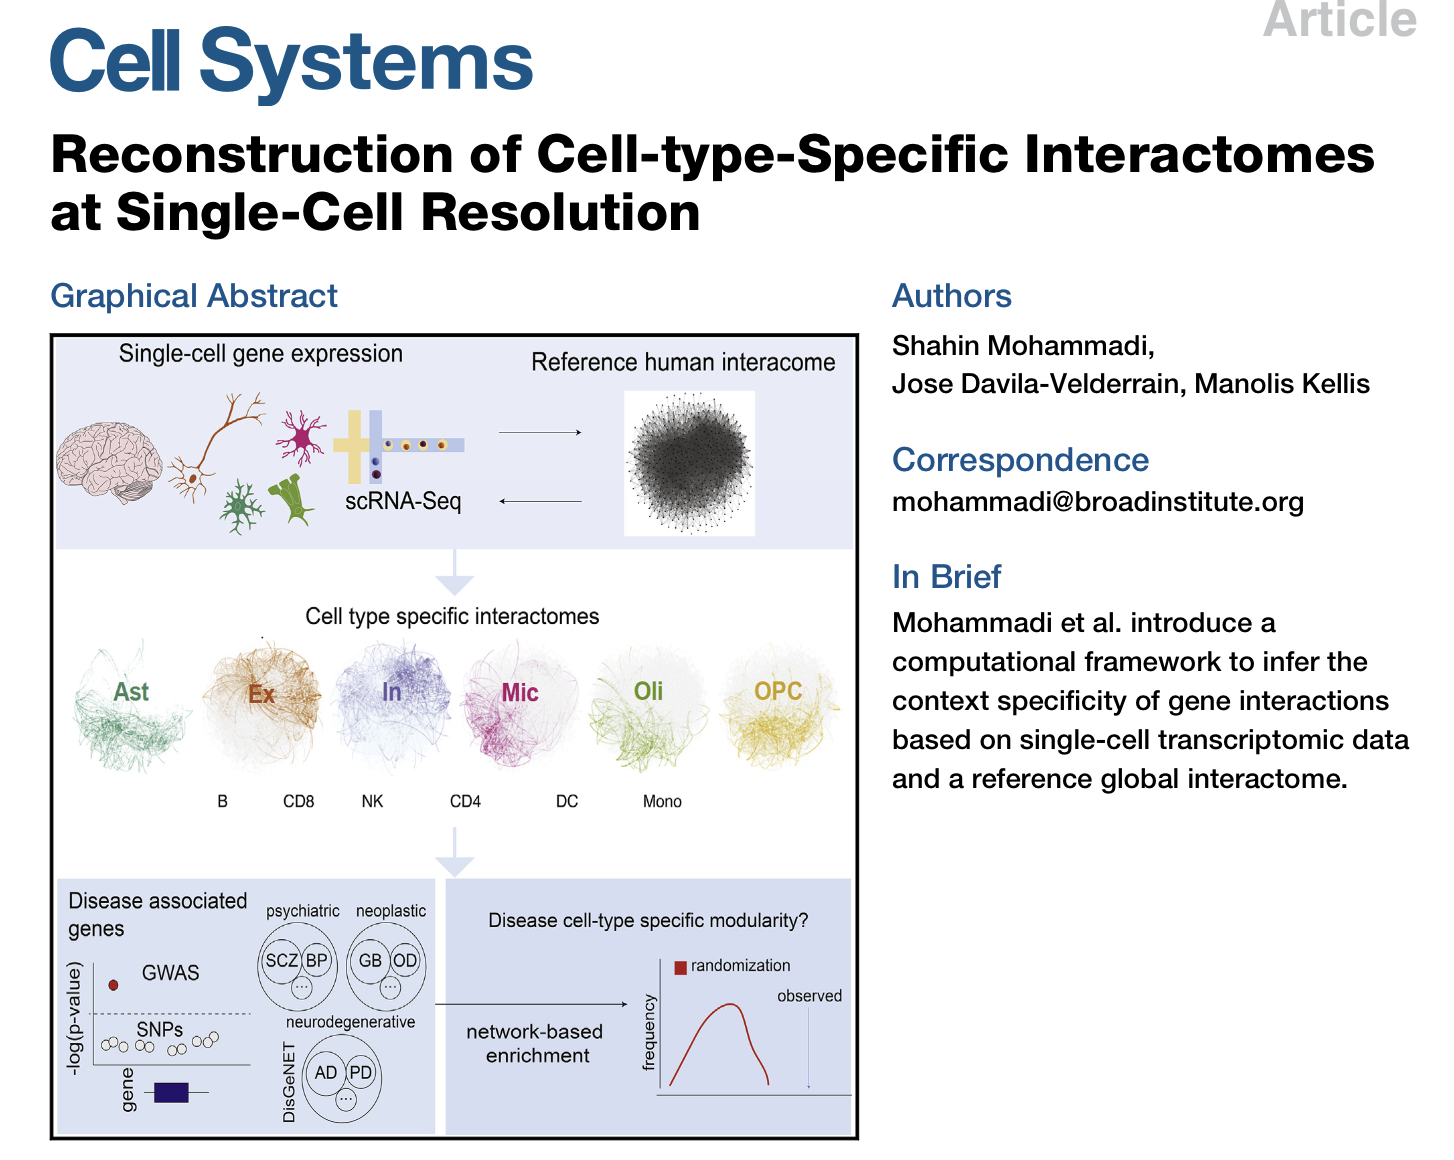 Article
Cell Systems
Reconstruction of Cell-type-Specific Interactomes
at Single-Cell Resolution
Graphical Abstract
Single-cell gene expression
Reference human interacome
scRNA-Seq
Cell type specific interactomes
Ast
Ex
In
Mic
Oli
OPC
B
CD8
NK
CD4
DC
Mono
Disease associated
genes
-log(p-value)
GWAS
SNPs
gene
psychiatric
SCZ
BP
...
neoplastic
GB
OD
...
neurodegenerative
DisGeNET
AD
PD
...
network-based
enrichment
Disease cell-type specific modularity?
randomization
observed
frequency
Authors
Shahin Mohammadi,
Jose Davila-Velderrain, Manolis Kellis
Correspondence
mohammadi@broadinstitute.org
In Brief
Mohammadi et al. introduce a
computational framework to infer the
context specificity of gene interactions
based on single-cell transcriptomic data
and a reference global interactome.